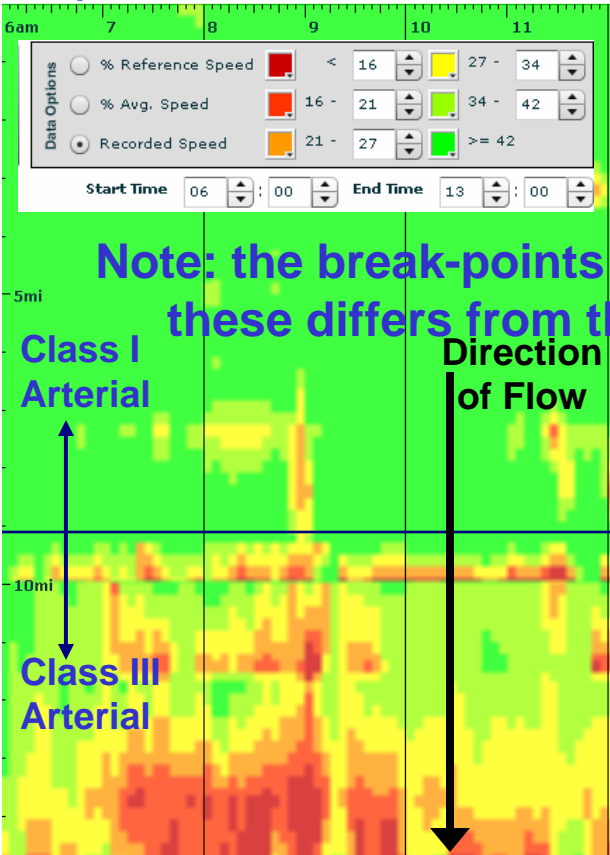 6am 7 8 9 10 11
Data Options
% Reference Speed < 16 27 - 34
% Avg. Speed 16 - 21 34 - 42
Recorded Speed 21 - 27 >= 42
Start Time 06 : 00 End Time 13 : 00
Note: the break-points
these differs from
5mi
Class I
Arterial
Direction
of Flow
10mi
Class III
Arterial